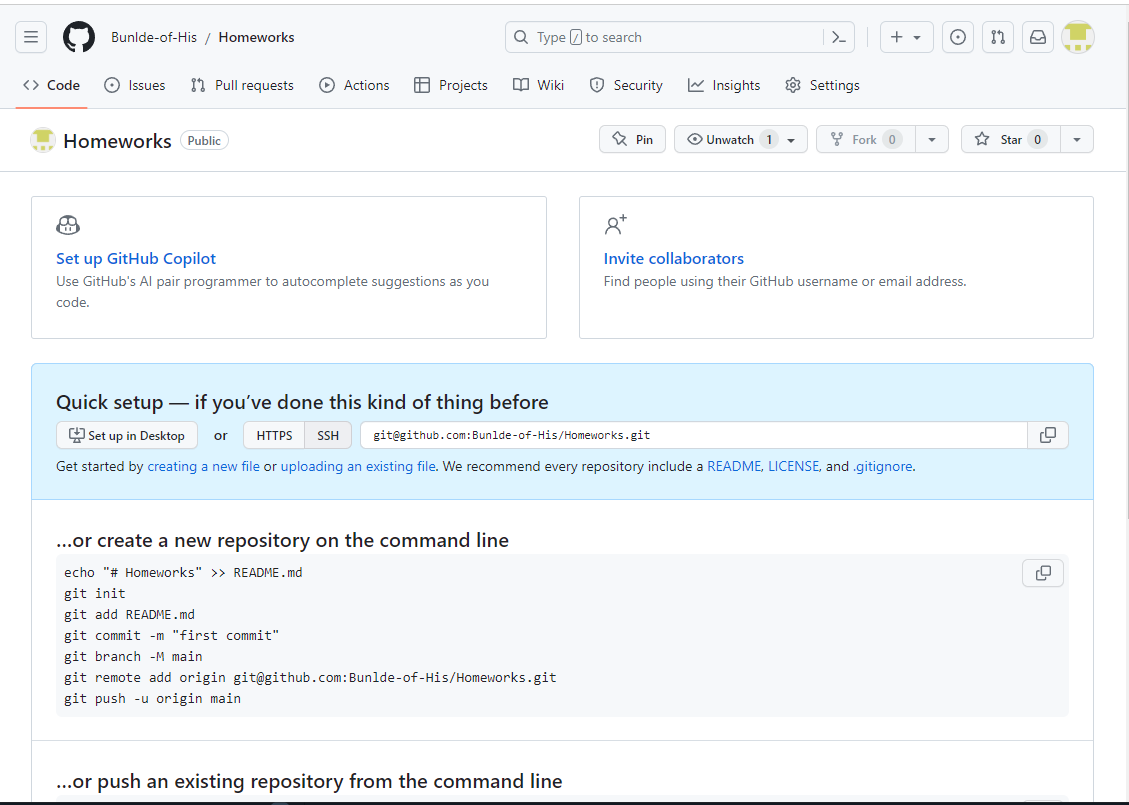 Bunlde-of-His / Homeworks
Type / to search
Code Issues Pull requests Actions Projects Wiki Security Insights Settings
Homeworks Public
Pin Unwatch 1 Fork 0 Star 0
Set up GitHub Copilot
Use GitHub's AI pair programmer to autocomplete suggestions as you
code.
Invite collaborators
Find people using their GitHub username or email address.
Quick setup — if you’ve done this kind of thing before
Set up in Desktop or HTTPS SSH git@github.com:Bunlde-of-His/Homeworks.git
Get started by creating a new file or uploading an existing file. We recommend every repository include a README, LICENSE, and .gitignore.
…or create a new repository on the command line
echo "# Homeworks" >> README.md
git init
git add README.md
git commit -m "first commit"
git branch -M main
git remote add origin git@github.com:Bunlde-of-His/Homeworks.git
git push -u origin main
…or push an existing repository from the command line